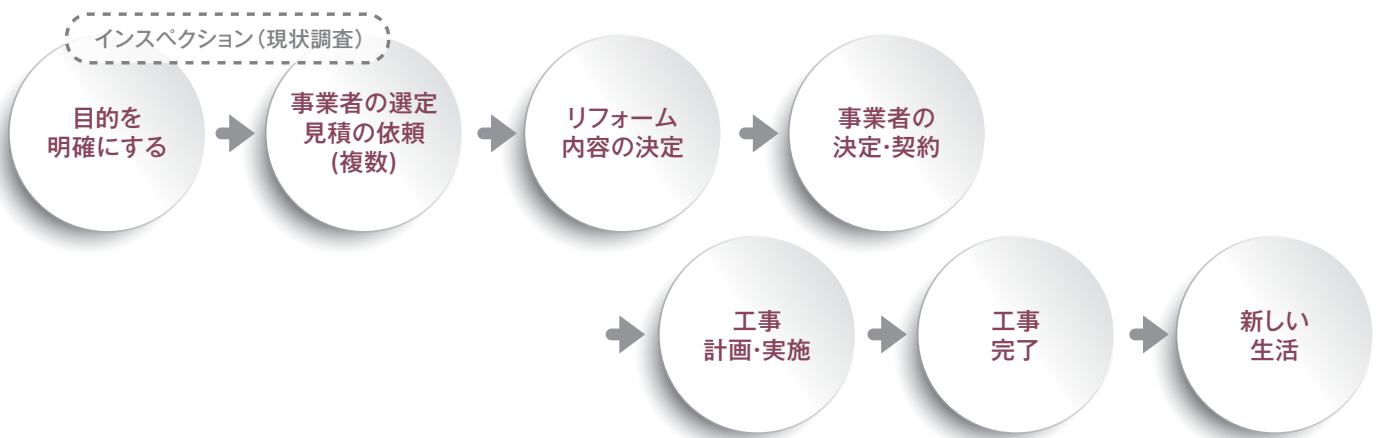 インスペクション（現状調査）
目的を
明確にする
事業者の選定
見積の依頼
(複数)
リフォーム
内容の決定
事業者の
決定・契約
工事
計画・実施
工事
完了
新しい
生活